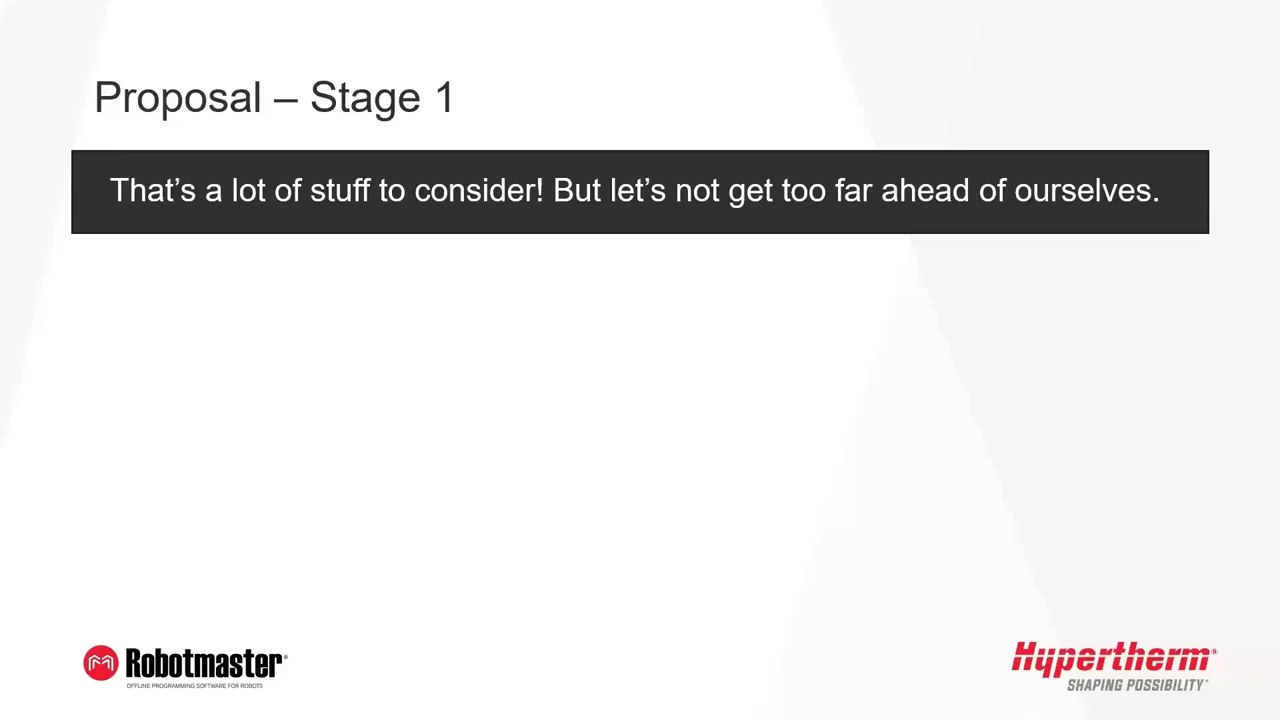 Proposal – Stage 1
That’s a lot of stuff to consider! But let’s not get too far ahead of ourselves.
Robotmaster®
OFFLINE PROGRAMMING SOFTWARE FOR ROBOTS
Hypertherm®
SHAPING POSSIBILITY™